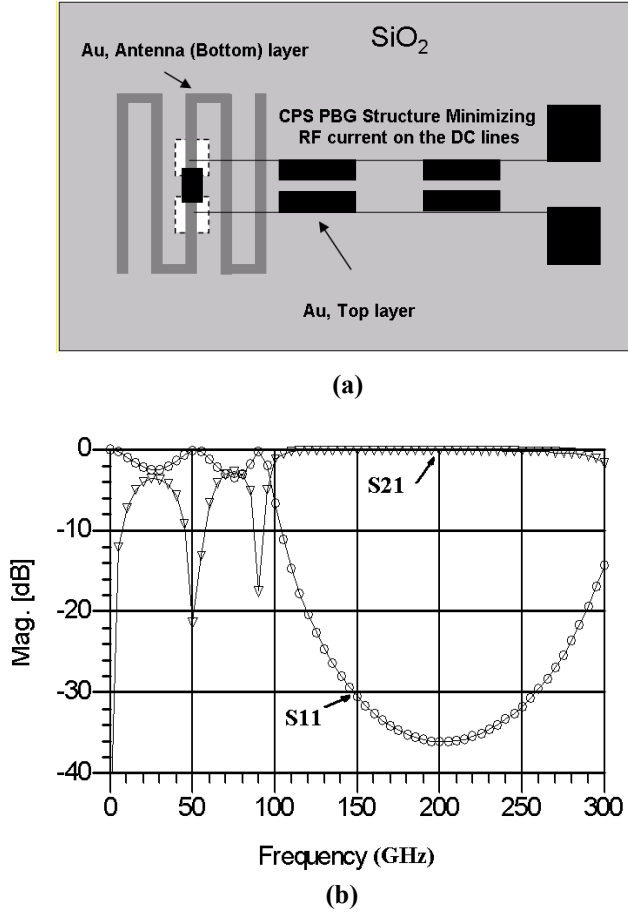 SiO2
Au, Antenna (Bottom) layer
CPS PBG Structure Minimizing
RF current on the DC lines
Au, Top layer
(a)
0
-10
-20
-30
-40
Mag. [dB]
S21
S11
0 50 100 150 200 250 300
Frequency (GHz)
(b)